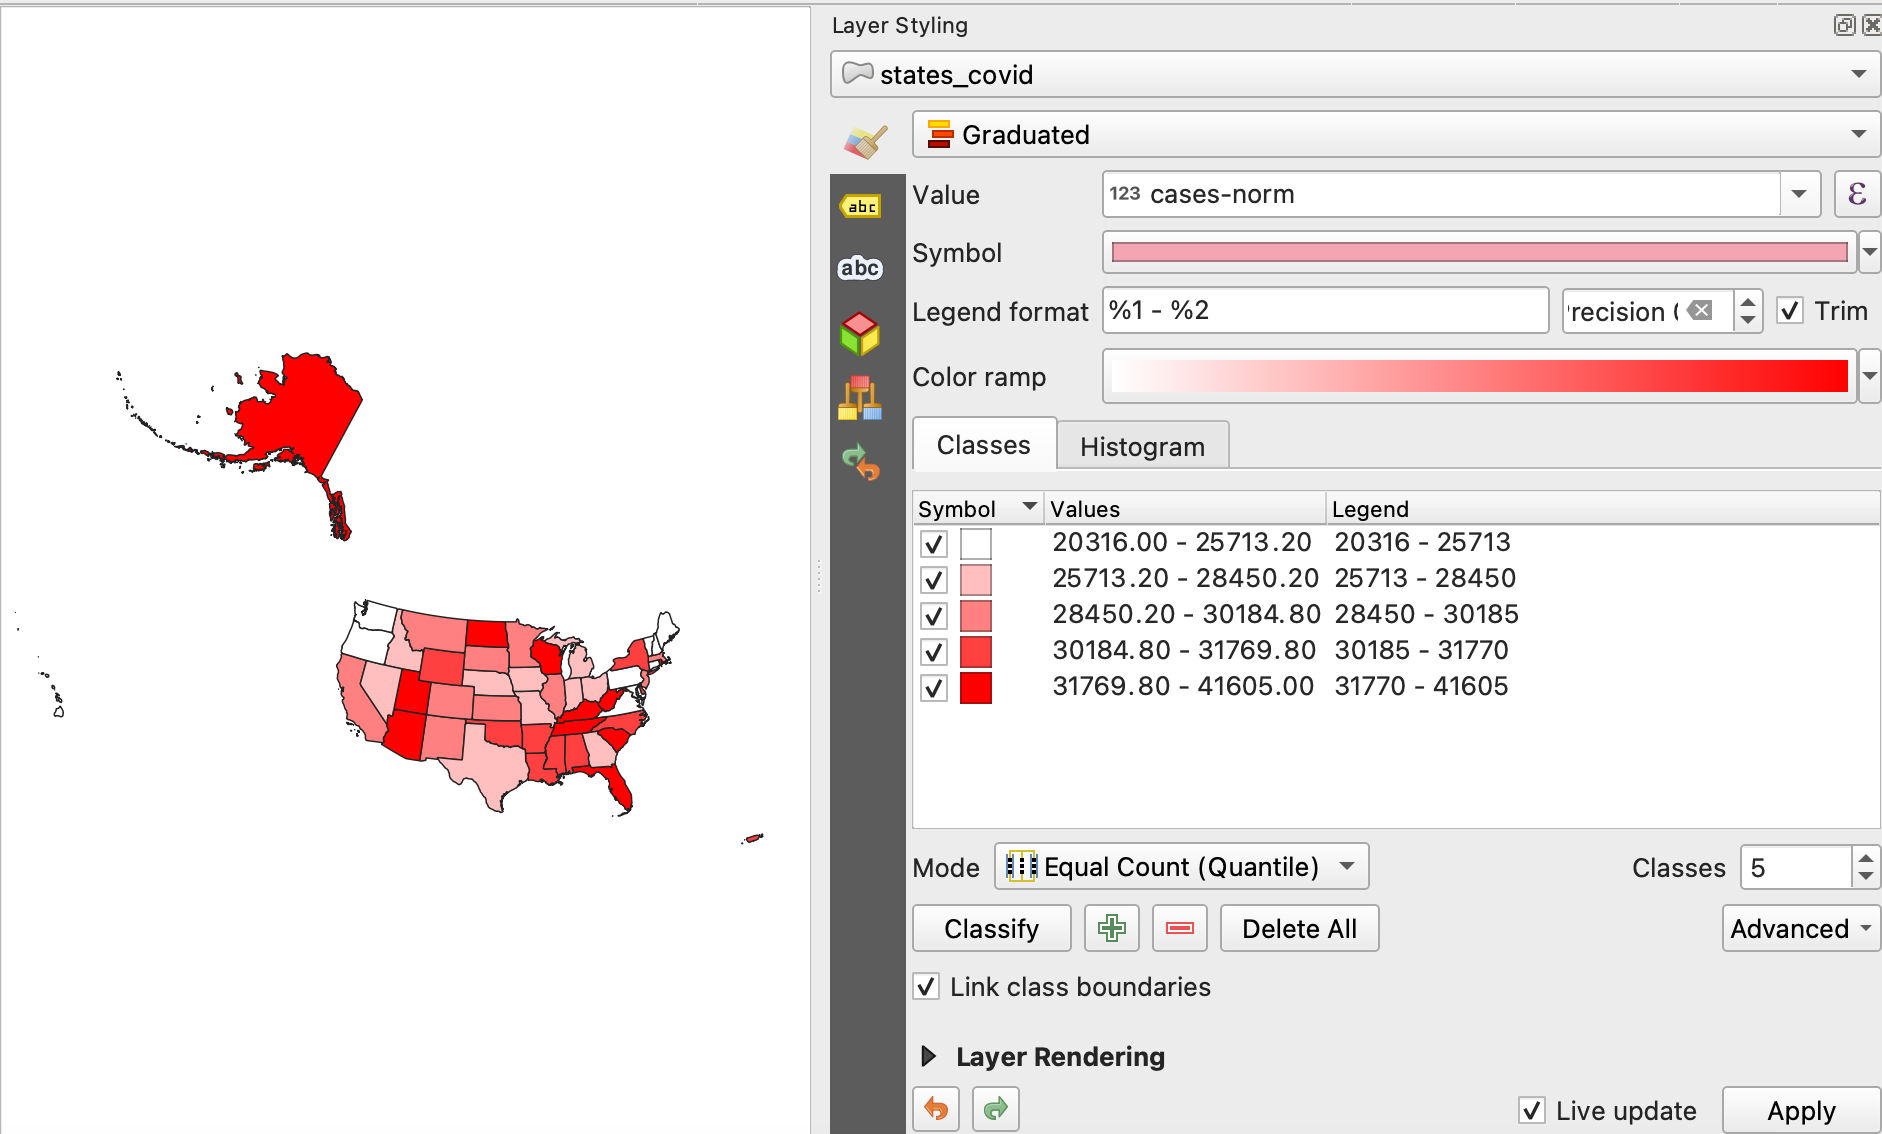 Layer Styling
states_covid
Graduated
abc
Value
123 cases-norm
ε
Symbol
abc
Legend format
%1 - %2
Trim
Color ramp
Classes
Histogram
Symbol Values Legend
20316.00 - 25713.20 20316 - 25713
25713.20 - 28450.20 25713 - 28450
28450.20 - 30184.80 28450 - 30185
30184.80 - 31769.80 30185 - 31770
31769.80 - 41605.00 31770 - 41605
Mode
Equal Count (Quantile)
Classes
5
Classify
Delete All
Advanced
Link class boundaries
Layer Rendering
Live update
Apply